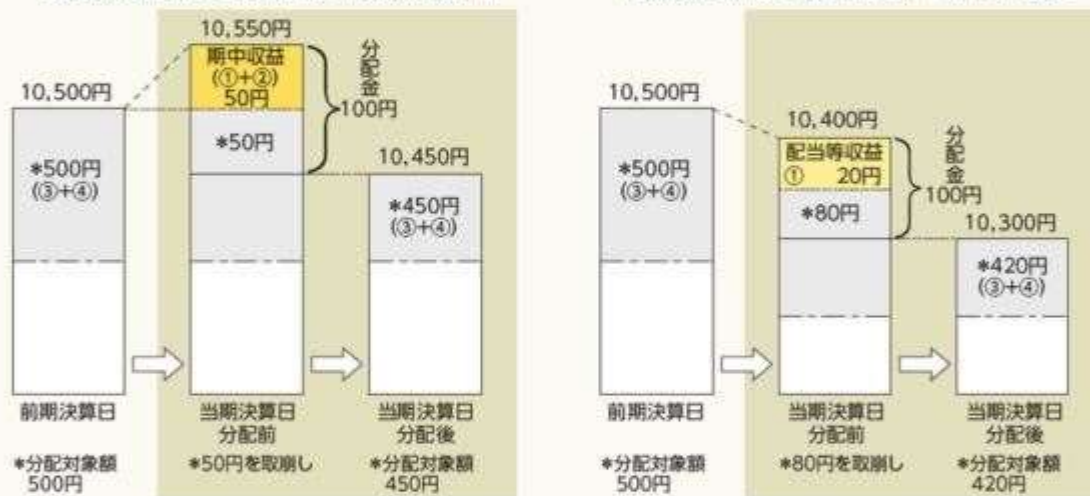 10,550円
期中収益
(①+②)
50円
分配金
100円
10,500円
*500円
(③+④)
*50円
10,450円
*450円
(③+④)
前期決算日
当期決算日
分配前
当期決算日
分配後
*分配対象額
500円
*50円を取崩し
*分配対象額
450円
10,500円
*500円
(③+④)
10,400円
配当等収益
① 20円
*80円
分配金
100円
10,300円
*420円
(③+④)
前期決算日
当期決算日
分配前
当期決算日
分配後
*分配対象額
500円
*80円を取崩し
*分配対象額
420円